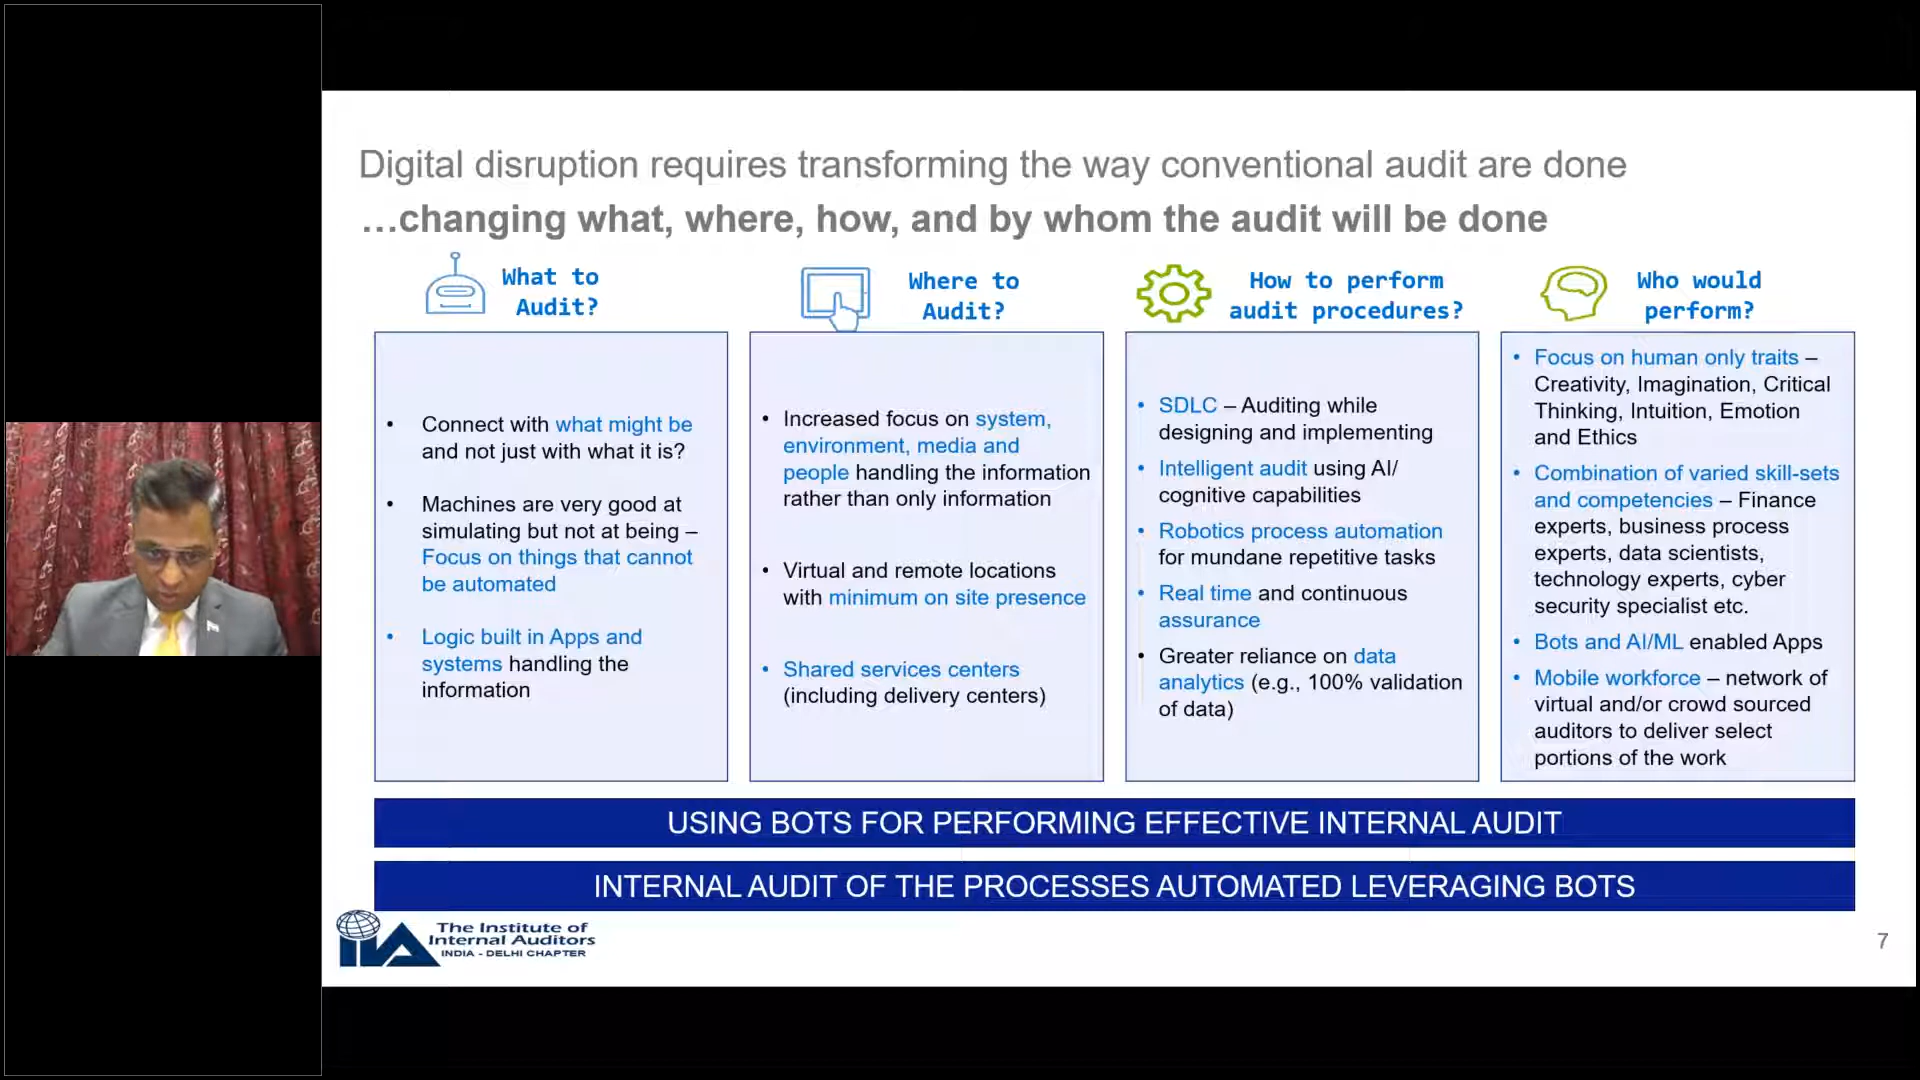 Digital disruption requires transforming the way conventional audit are done
…changing what, where, how, and by whom the audit will be done
What to
Audit?
• Connect with what might be
and not just with what it is?
• Machines are very good at
simulating but not at being –
Focus on things that cannot
be automated
• Logic built in Apps and
systems handling the
information
Where to
Audit?
• Increased focus on system,
environment, media and
people handling the information
rather than only information
• Virtual and remote locations
with minimum on site presence
• Shared services centers
(including delivery centers)
How to perform
audit procedures?
• SDLC – Auditing while
designing and implementing
• Intelligent audit using AI/
cognitive capabilities
• Robotics process automation
for mundane repetitive tasks
• Real time and continuous
assurance
• Greater reliance on data
analytics (e.g., 100% validation
of data)
Who would
perform?
• Focus on human only traits –
Creativity, Imagination, Critical
Thinking, Intuition, Emotion
and Ethics
• Combination of varied skill-sets
and competencies – Finance
experts, business process
experts, data scientists,
technology experts, cyber
security specialist etc.
• Bots and AI/ML enabled Apps
• Mobile workforce – network of
virtual and/or crowd sourced
auditors to deliver select
portions of the work
USING BOTS FOR PERFORMING EFFECTIVE INTERNAL AUDIT
INTERNAL AUDIT OF THE PROCESSES AUTOMATED LEVERAGING BOTS
IIA
The Institute of
Internal Auditors
INDIA - DELHI CHAPTER
7